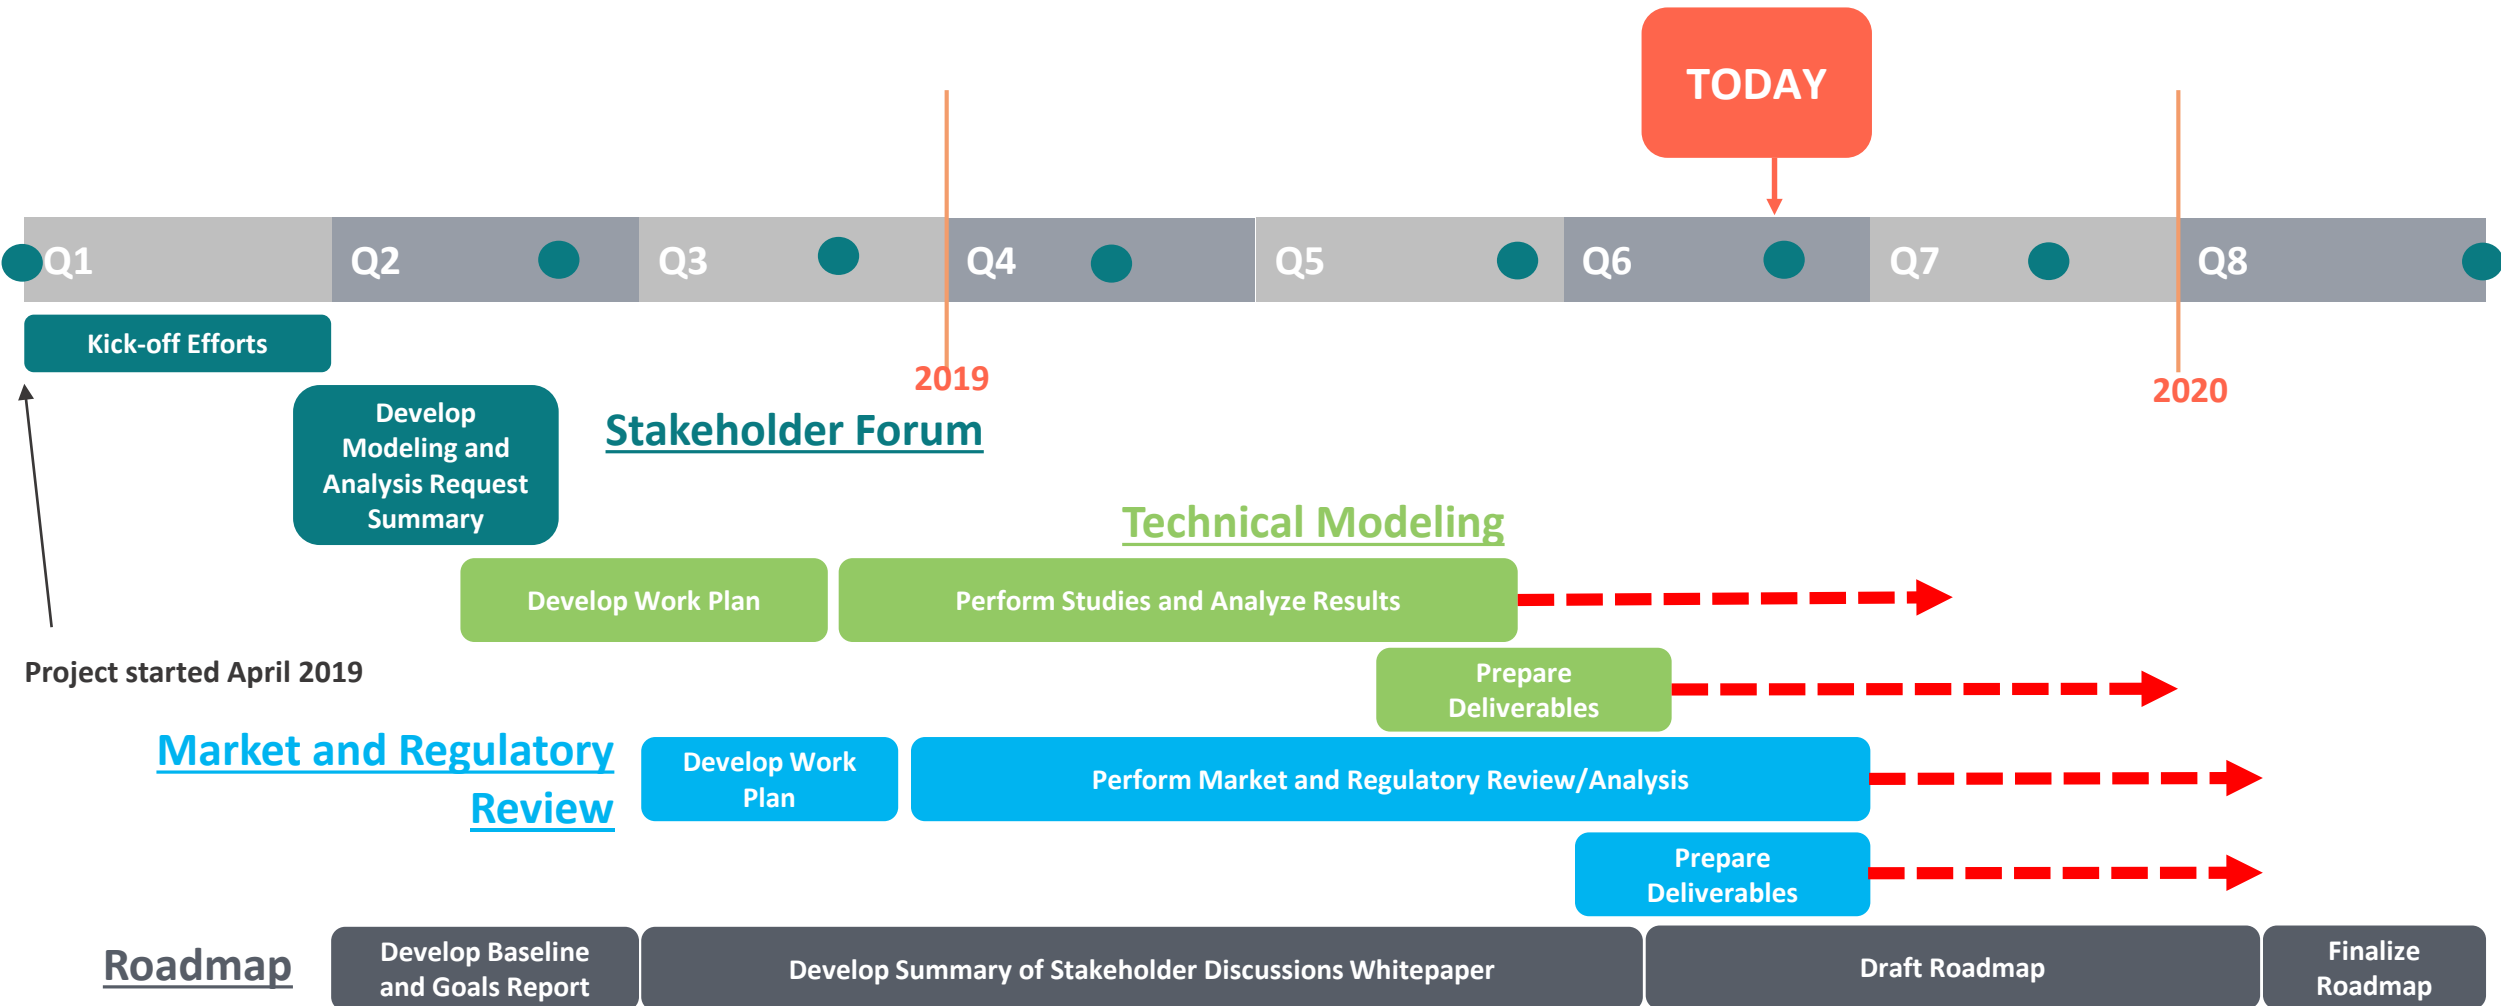 TODAY
Q1
Q2
Q3
Q4
Q5
Q6
Q7
Q8
Kick-off Efforts
2019
2020
Develop
Modeling and
Analysis Request
Summary
Stakeholder Forum
Technical Modeling
Develop Work Plan
Perform Studies and Analyze Results
Project started April 2019
Prepare
Deliverables
Market and Regulatory
Review
Develop Work
Plan
Perform Market and Regulatory Review/Analysis
Prepare
Deliverables
Roadmap
Develop Baseline
and Goals Report
Develop Summary of Stakeholder Discussions Whitepaper
Draft Roadmap
Finalize
Roadmap